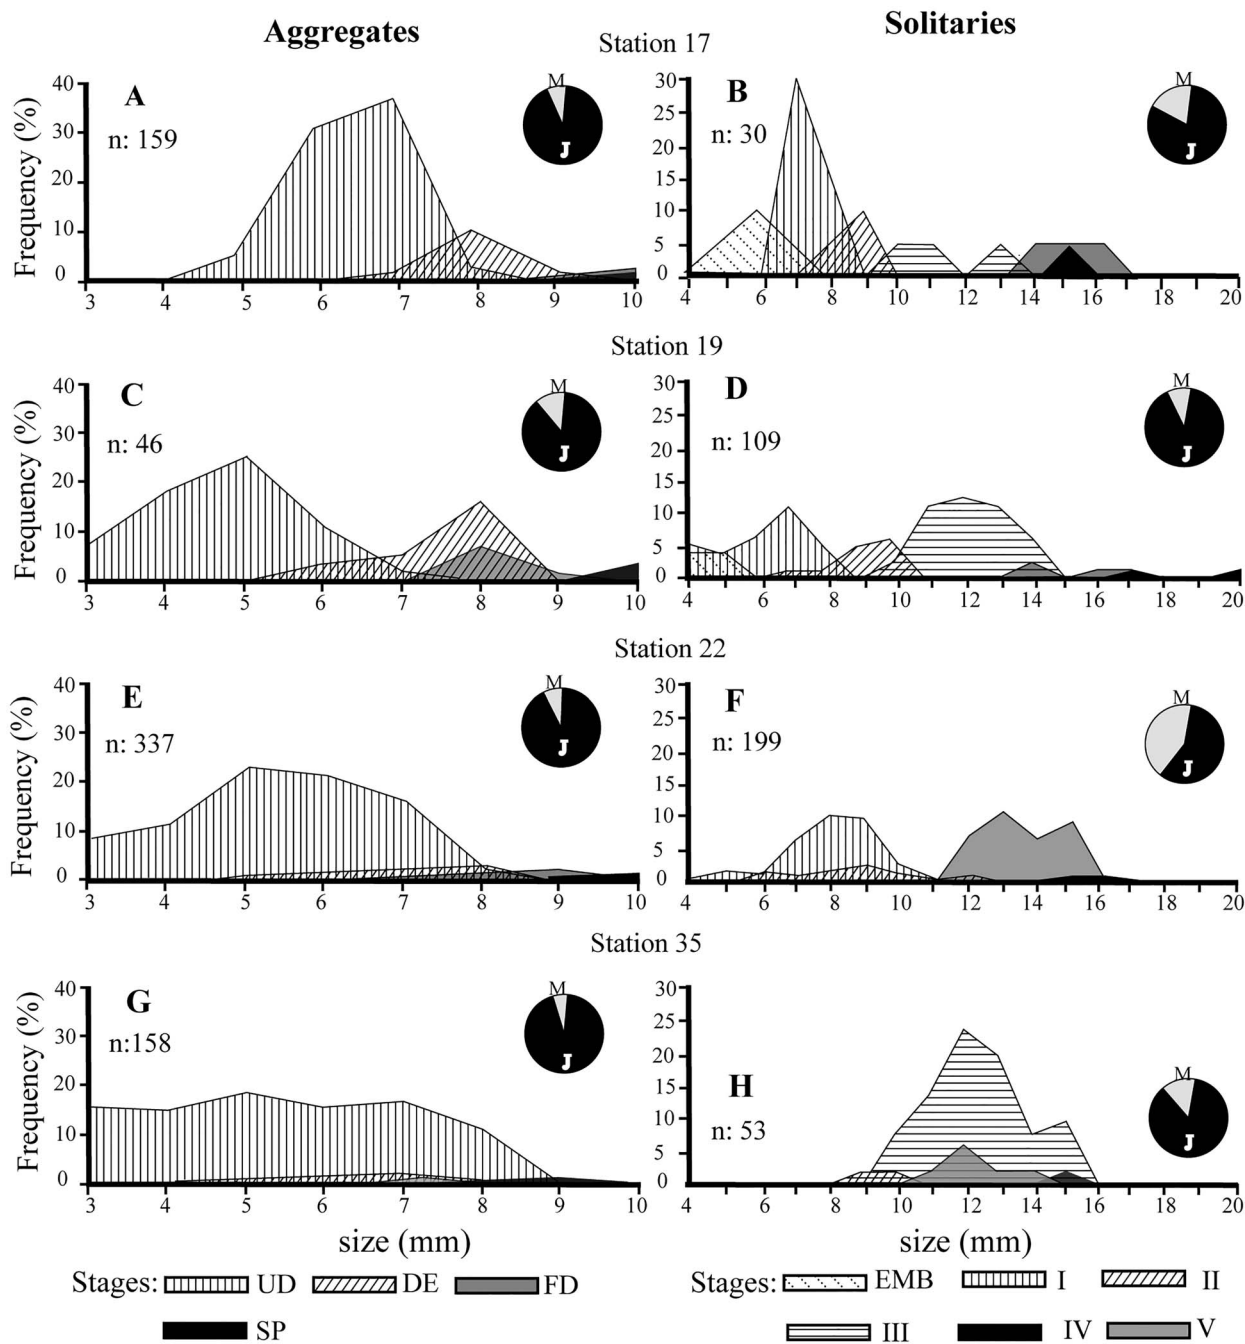 Aggregates
Solitaries
Station 17
Frequency (%)
40
30
20
10
0
A
n: 159
M
J
3 4 5 6 7 8 9 10
30
25
20
15
10
5
0
B
n: 30
M
J
4 6 8 10 12 14 16 18 20
Station 19
Frequency (%)
40
30
20
10
0
C
n: 46
M
J
3 4 5 6 7 8 9 10
30
25
20
15
10
5
0
D
n: 109
M
J
4 6 8 10 12 14 16 18 20
Station 22
Frequency (%)
40
30
20
10
0
E
n: 337
M
J
3 4 5 6 7 8 9 10
30
25
20
15
10
5
0
F
n: 199
M
J
4 6 8 10 12 14 16 18 20
Station 35
Frequency (%)
40
30
20
10
0
G
n:158
M
J
3 4 5 6 7 8 9 10
size (mm)
30
25
20
15
10
5
0
H
n: 53
M
J
4 6 8 10 12 14 16 18 20
size (mm)
Stages: UD DE FD
SP
Stages: EMB I II
III IV V